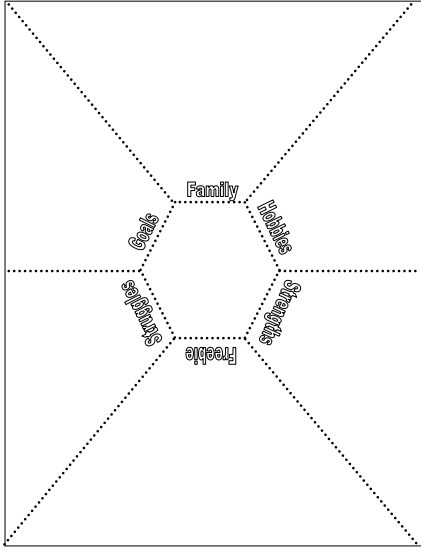 Family
Hobbies
Strengths
Freebie
Struggles
Goals